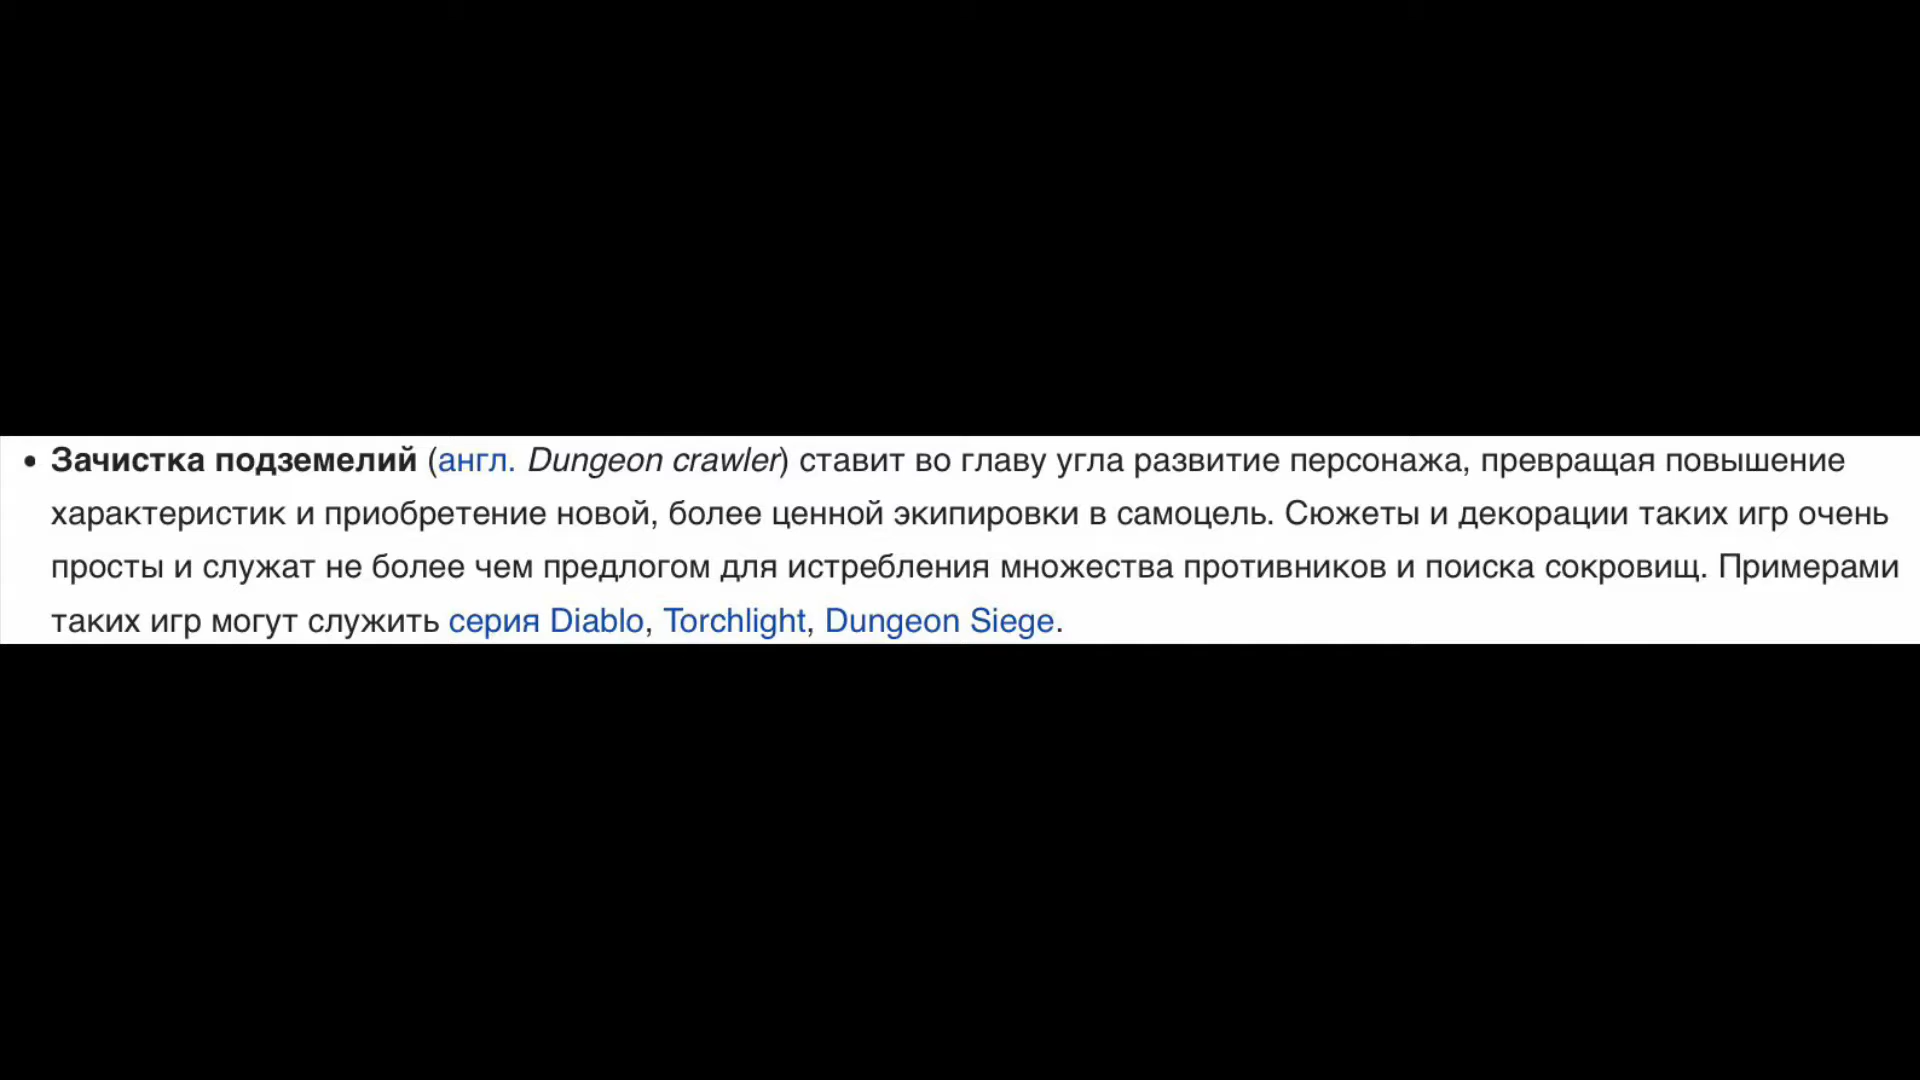 • Зачистка подземелий (англ. Dungeon crawler) ставит во главу угла развитие персонажа, превращая повышение
характеристик и приобретение новой, более ценной экипировки в самоцель. Сюжеты и декорации таких игр очень
просты и служат не более чем предлогом для истребления множества противников и поиска сокровищ. Примерами
таких игр могут служить серия Diablo, Torchlight, Dungeon Siege.